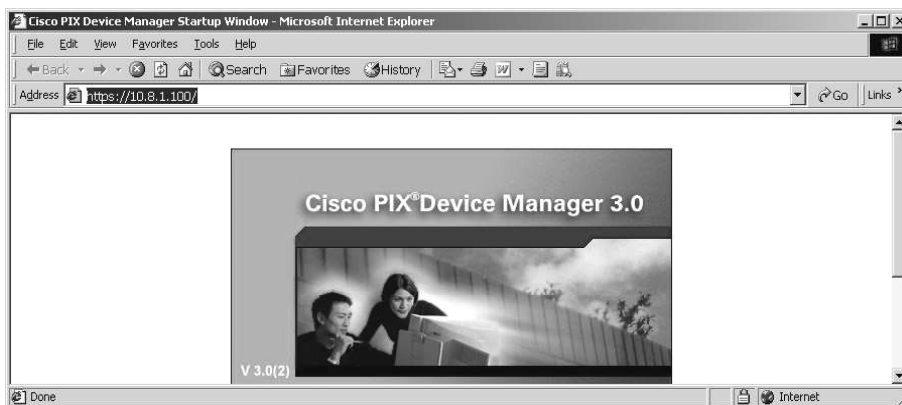 Cisco PIX Device Manager Startup Window - Microsoft Internet Explorer
File Edit View Favorites Tools Help
Back Search Favorites History
Address https://10.8.1.100/ Go Links »
Cisco PIX® Device Manager 3.0
V 3.0(2)
Done Internet